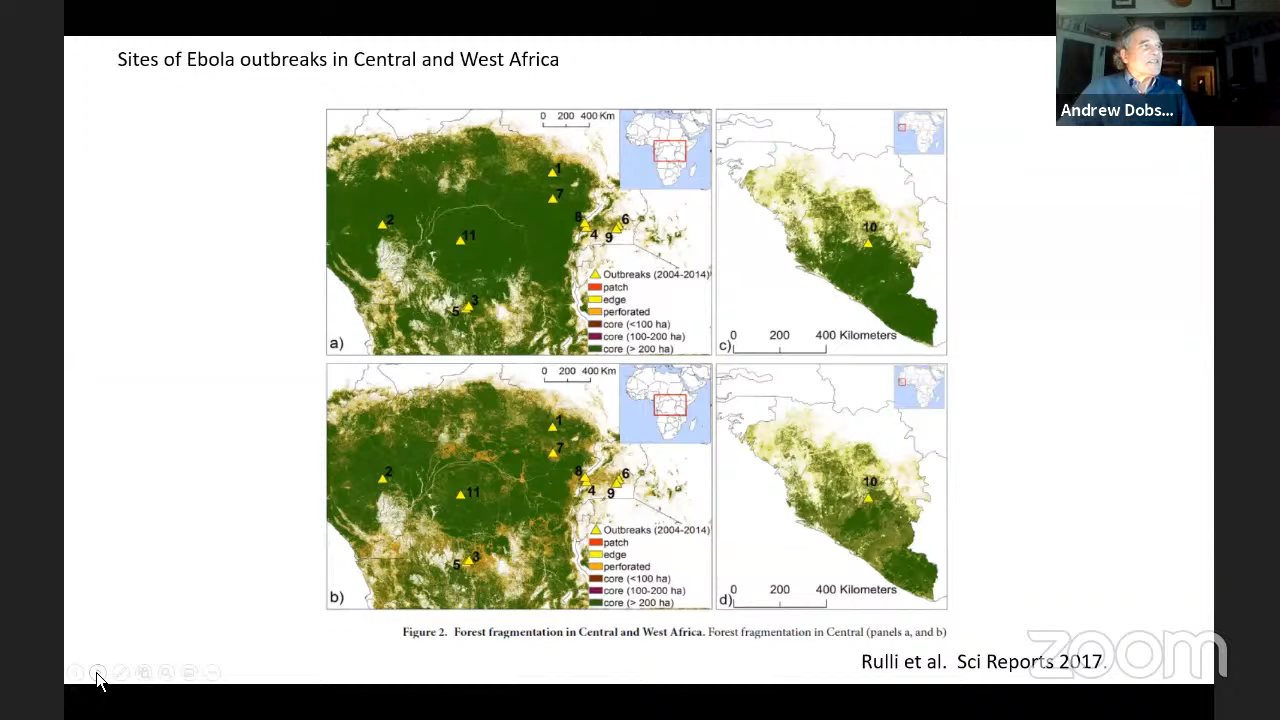 Sites of Ebola outbreaks in Central and West Africa
Andrew Dobs...
0 200 400 Km
1
7
2
11
8
6
4
9
3
5
Outbreaks (2004-2014)
patch
edge
perforated
core (<100 ha)
core (100-200 ha)
core (> 200 ha)
a)
10
0 200 400 Kilometers
c)
0 200 400 Km
1
7
2
11
8
6
4
9
3
5
Outbreaks (2004-2014)
patch
edge
perforated
core (<100 ha)
core (100-200 ha)
core (> 200 ha)
b)
10
0 200 400 Kilometers
d)
Figure 2. Forest fragmentation in Central and West Africa. Forest fragmentation in Central (panels a, and b)
Rulli et al. Sci Reports 2017.
zoom